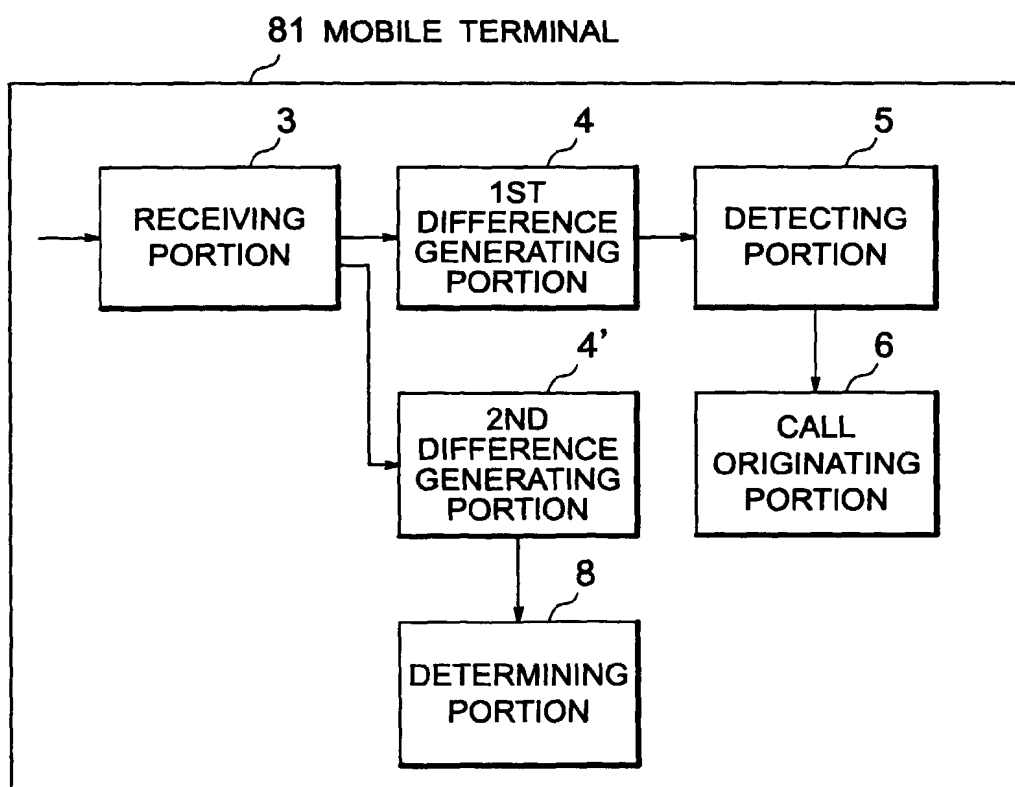 81 MOBILE TERMINAL
3
RECEIVING
PORTION
4
1ST
DIFFERENCE
GENERATING
PORTION
5
DETECTING
PORTION
4’
2ND
DIFFERENCE
GENERATING
PORTION
6
CALL
ORIGINATING
PORTION
8
DETERMINING
PORTION